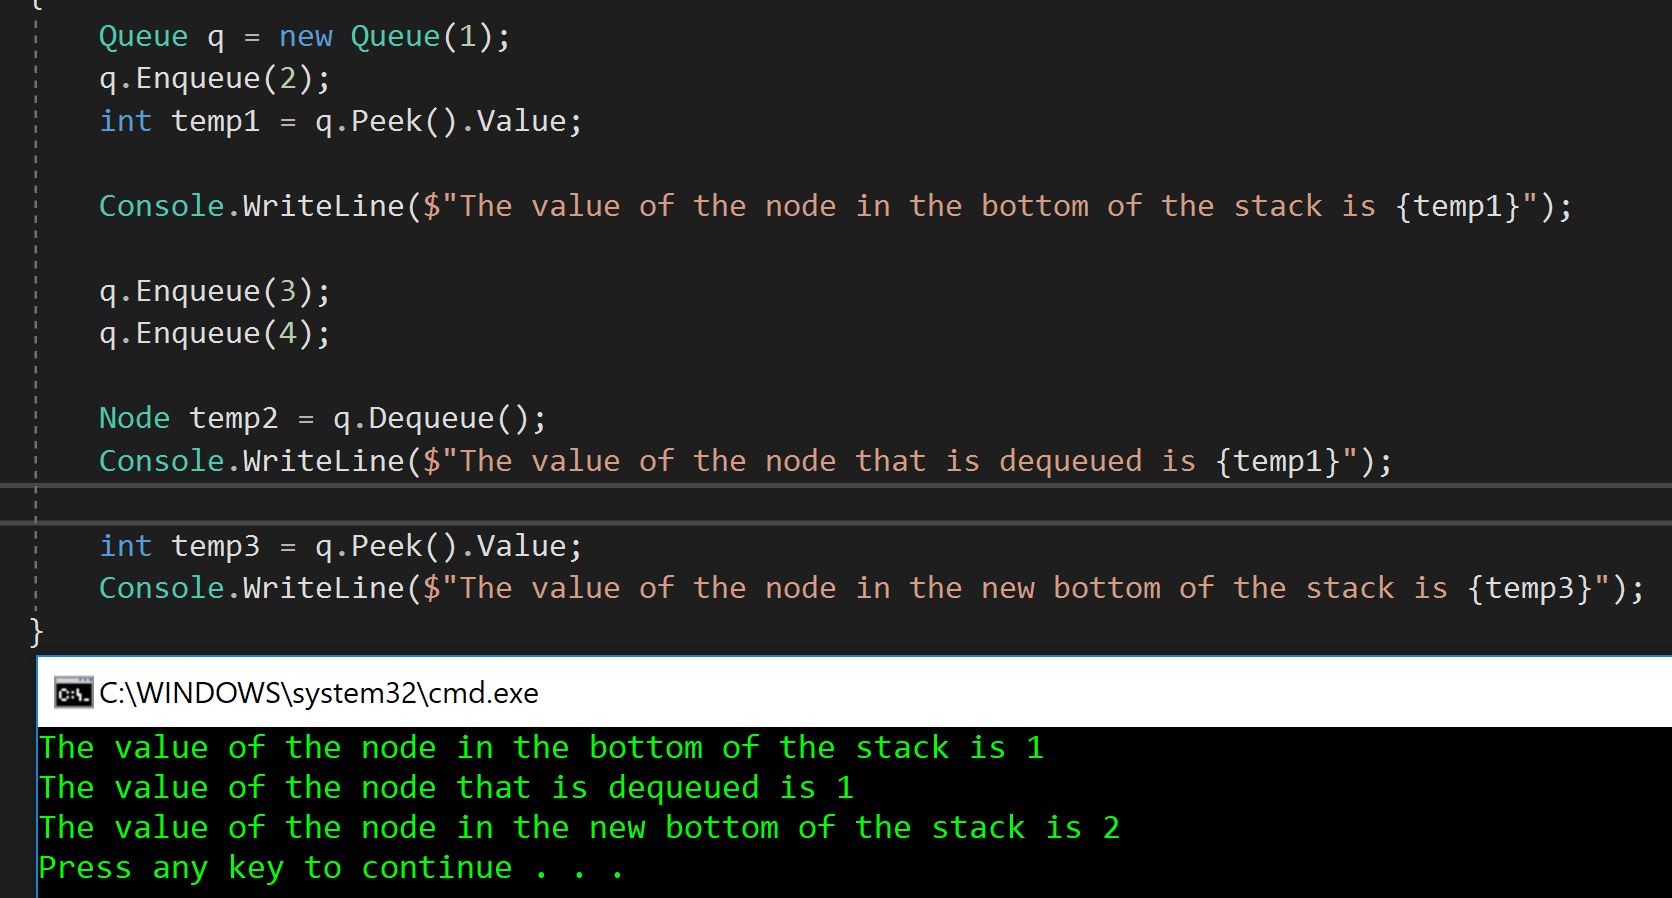 {
Queue q = new Queue(1);
q.Enqueue(2);
int temp1 = q.Peek().Value;
Console.WriteLine($"The value of the node in the bottom of the stack is {temp1}");
q.Enqueue(3);
q.Enqueue(4);
Node temp2 = q.Dequeue();
Console.WriteLine($"The value of the node that is dequeued is {temp1}");
int temp3 = q.Peek().Value;
Console.WriteLine($"The value of the node in the new bottom of the stack is {temp3}");
}
C:\WINDOWS\system32\cmd.exe
The value of the node in the bottom of the stack is 1
The value of the node that is dequeued is 1
The value of the node in the new bottom of the stack is 2
Press any key to continue . . .